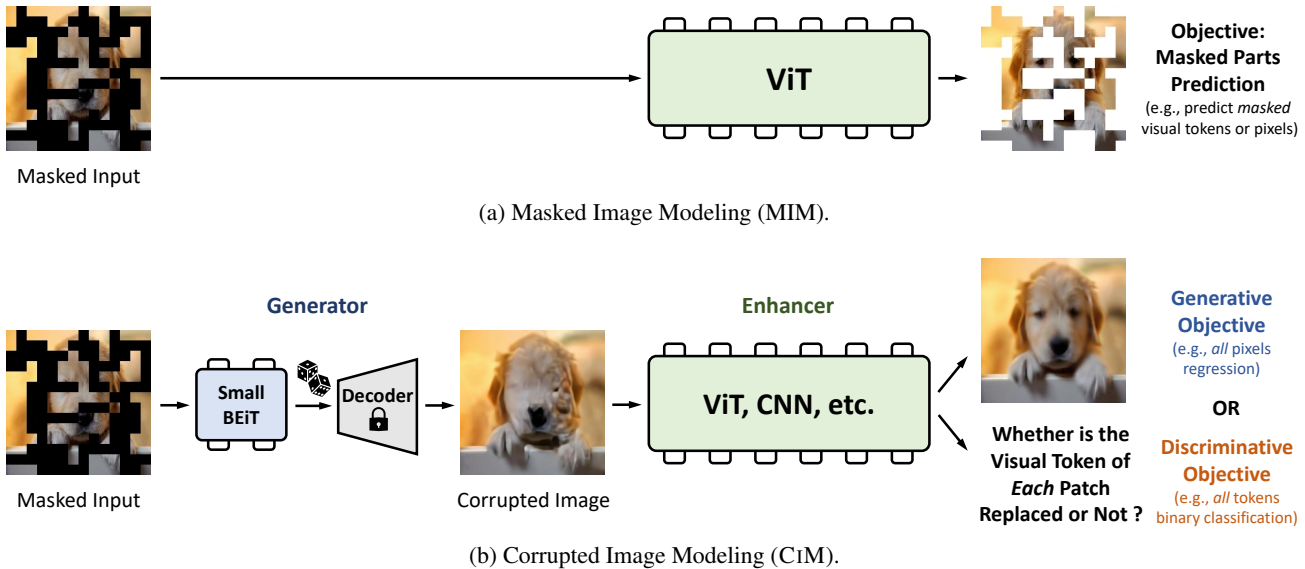 ViT
Objective:
Masked Parts
Prediction
(e.g., predict masked
visual tokens or pixels)
Masked Input
(a) Masked Image Modeling (MIM).
Generator
Enhancer
Small
BEiT
Decoder
ViT, CNN, etc.
Generative
Objective
(e.g., all pixels
regression)
OR
Whether is the
Visual Token of
Each Patch
Replaced or Not ?
Discriminative
Objective
(e.g., all tokens
binary classification)
Masked Input
Corrupted Image
(b) Corrupted Image Modeling (CIM).